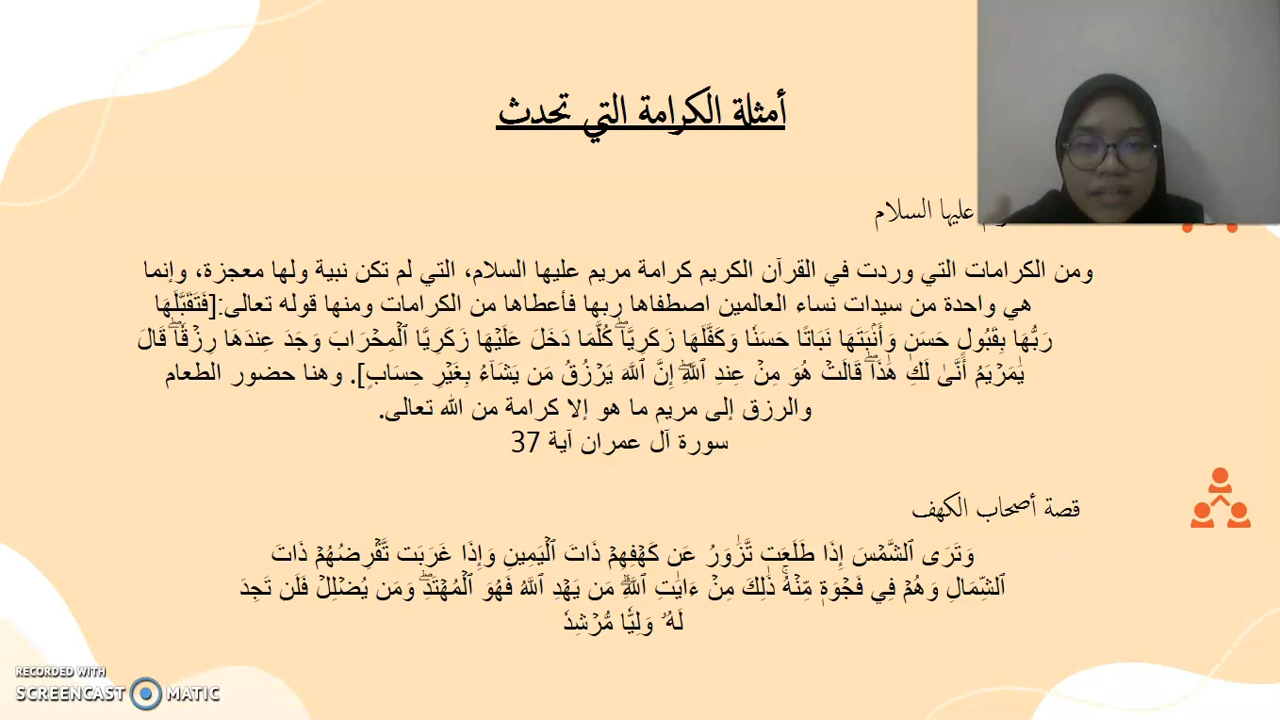 أمثلة الكرامة التي تحدث
عليها السلام
ومن الكرامات التي وردت في القرآن الكريم كرامة مريم عليها السلام، التي لم تكن نبية ولها معجزة، وإنما
هي واحدة من سيدات نساء العالمين اصطفاها ربها فأعطاها من الكرامات ومنها قوله تعالى:[فَتَقَبَّلَهَا
رَبُّهَا بِقَبُولٍ حَسَنٖ وَأَنۢبَتَهَا نَبَاتًا حَسَنٗا وَكَفَّلَهَا زَكَرِيَّاۖ كُلَّمَا دَخَلَ عَلَيۡهَا زَكَرِيَّا ٱلۡمِحۡرَابَ وَجَدَ عِندَهَا رِزۡقٗاۖ قَالَ
يَٰمَرۡيَمُ أَنَّىٰ لَكِ هَٰذَاۖ قَالَتۡ هُوَ مِنۡ عِندِ ٱللَّهِۖ إِنَّ ٱللَّهَ يَرۡزُقُ مَن يَشَآءُ بِغَيۡرِ حِسَابٍ]. وهنا حضور الطعام
والرزق إلى مريم ما هو إلا كرامة من الله تعالى.
سورة آل عمران آية 37
قصة أصحاب الكهف
وَتَرَى ٱلشَّمۡسَ إِذَا طَلَعَت تَّزَٰوَرُ عَن كَهۡفِهِمۡ ذَاتَ ٱلۡيَمِينِ وَإِذَا غَرَبَت تَّقۡرِضُهُمۡ ذَاتَ
ٱلشِّمَالِ وَهُمۡ فِي فَجۡوَةٖ مِّنۡهُۚ ذَٰلِكَ مِنۡ ءَايَٰتِ ٱللَّهِۗ مَن يَهۡدِ ٱللَّهُ فَهُوَ ٱلۡمُهۡتَدِۖ وَمَن يُضۡلِلۡ فَلَن تَجِدَ
لَهُۥ وَلِيّٗا مُّرۡشِدٗ
RECORDED WITH
SCREENCAST MATIC